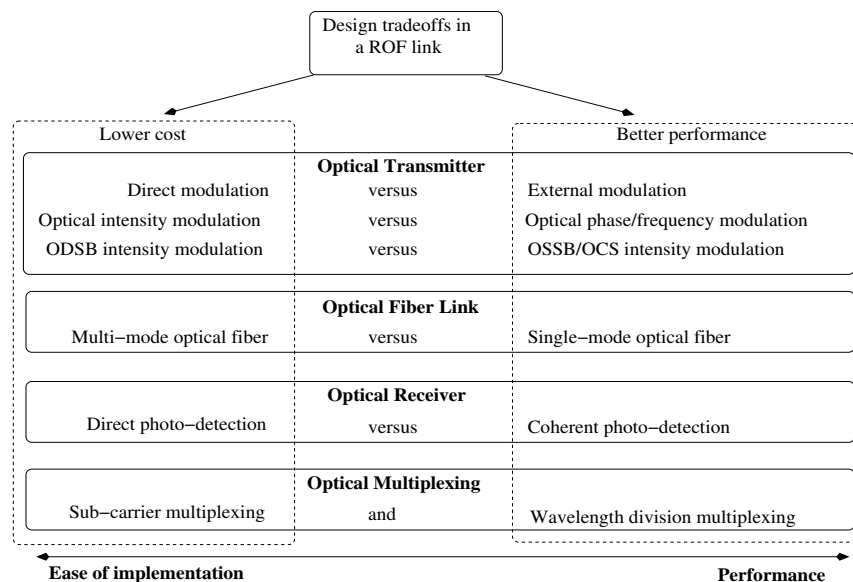 Design tradeoffs in
a ROF link
Lower cost
Better performance
Optical Transmitter
Direct modulation versus External modulation
Optical intensity modulation versus Optical phase/frequency modulation
ODSB intensity modulation versus OSSB/OCS intensity modulation
Optical Fiber Link
Multi−mode optical fiber versus Single−mode optical fiber
Optical Receiver
Direct photo−detection versus Coherent photo−detection
Optical Multiplexing
Sub−carrier multiplexing and Wavelength division multiplexing
Ease of implementation
Performance